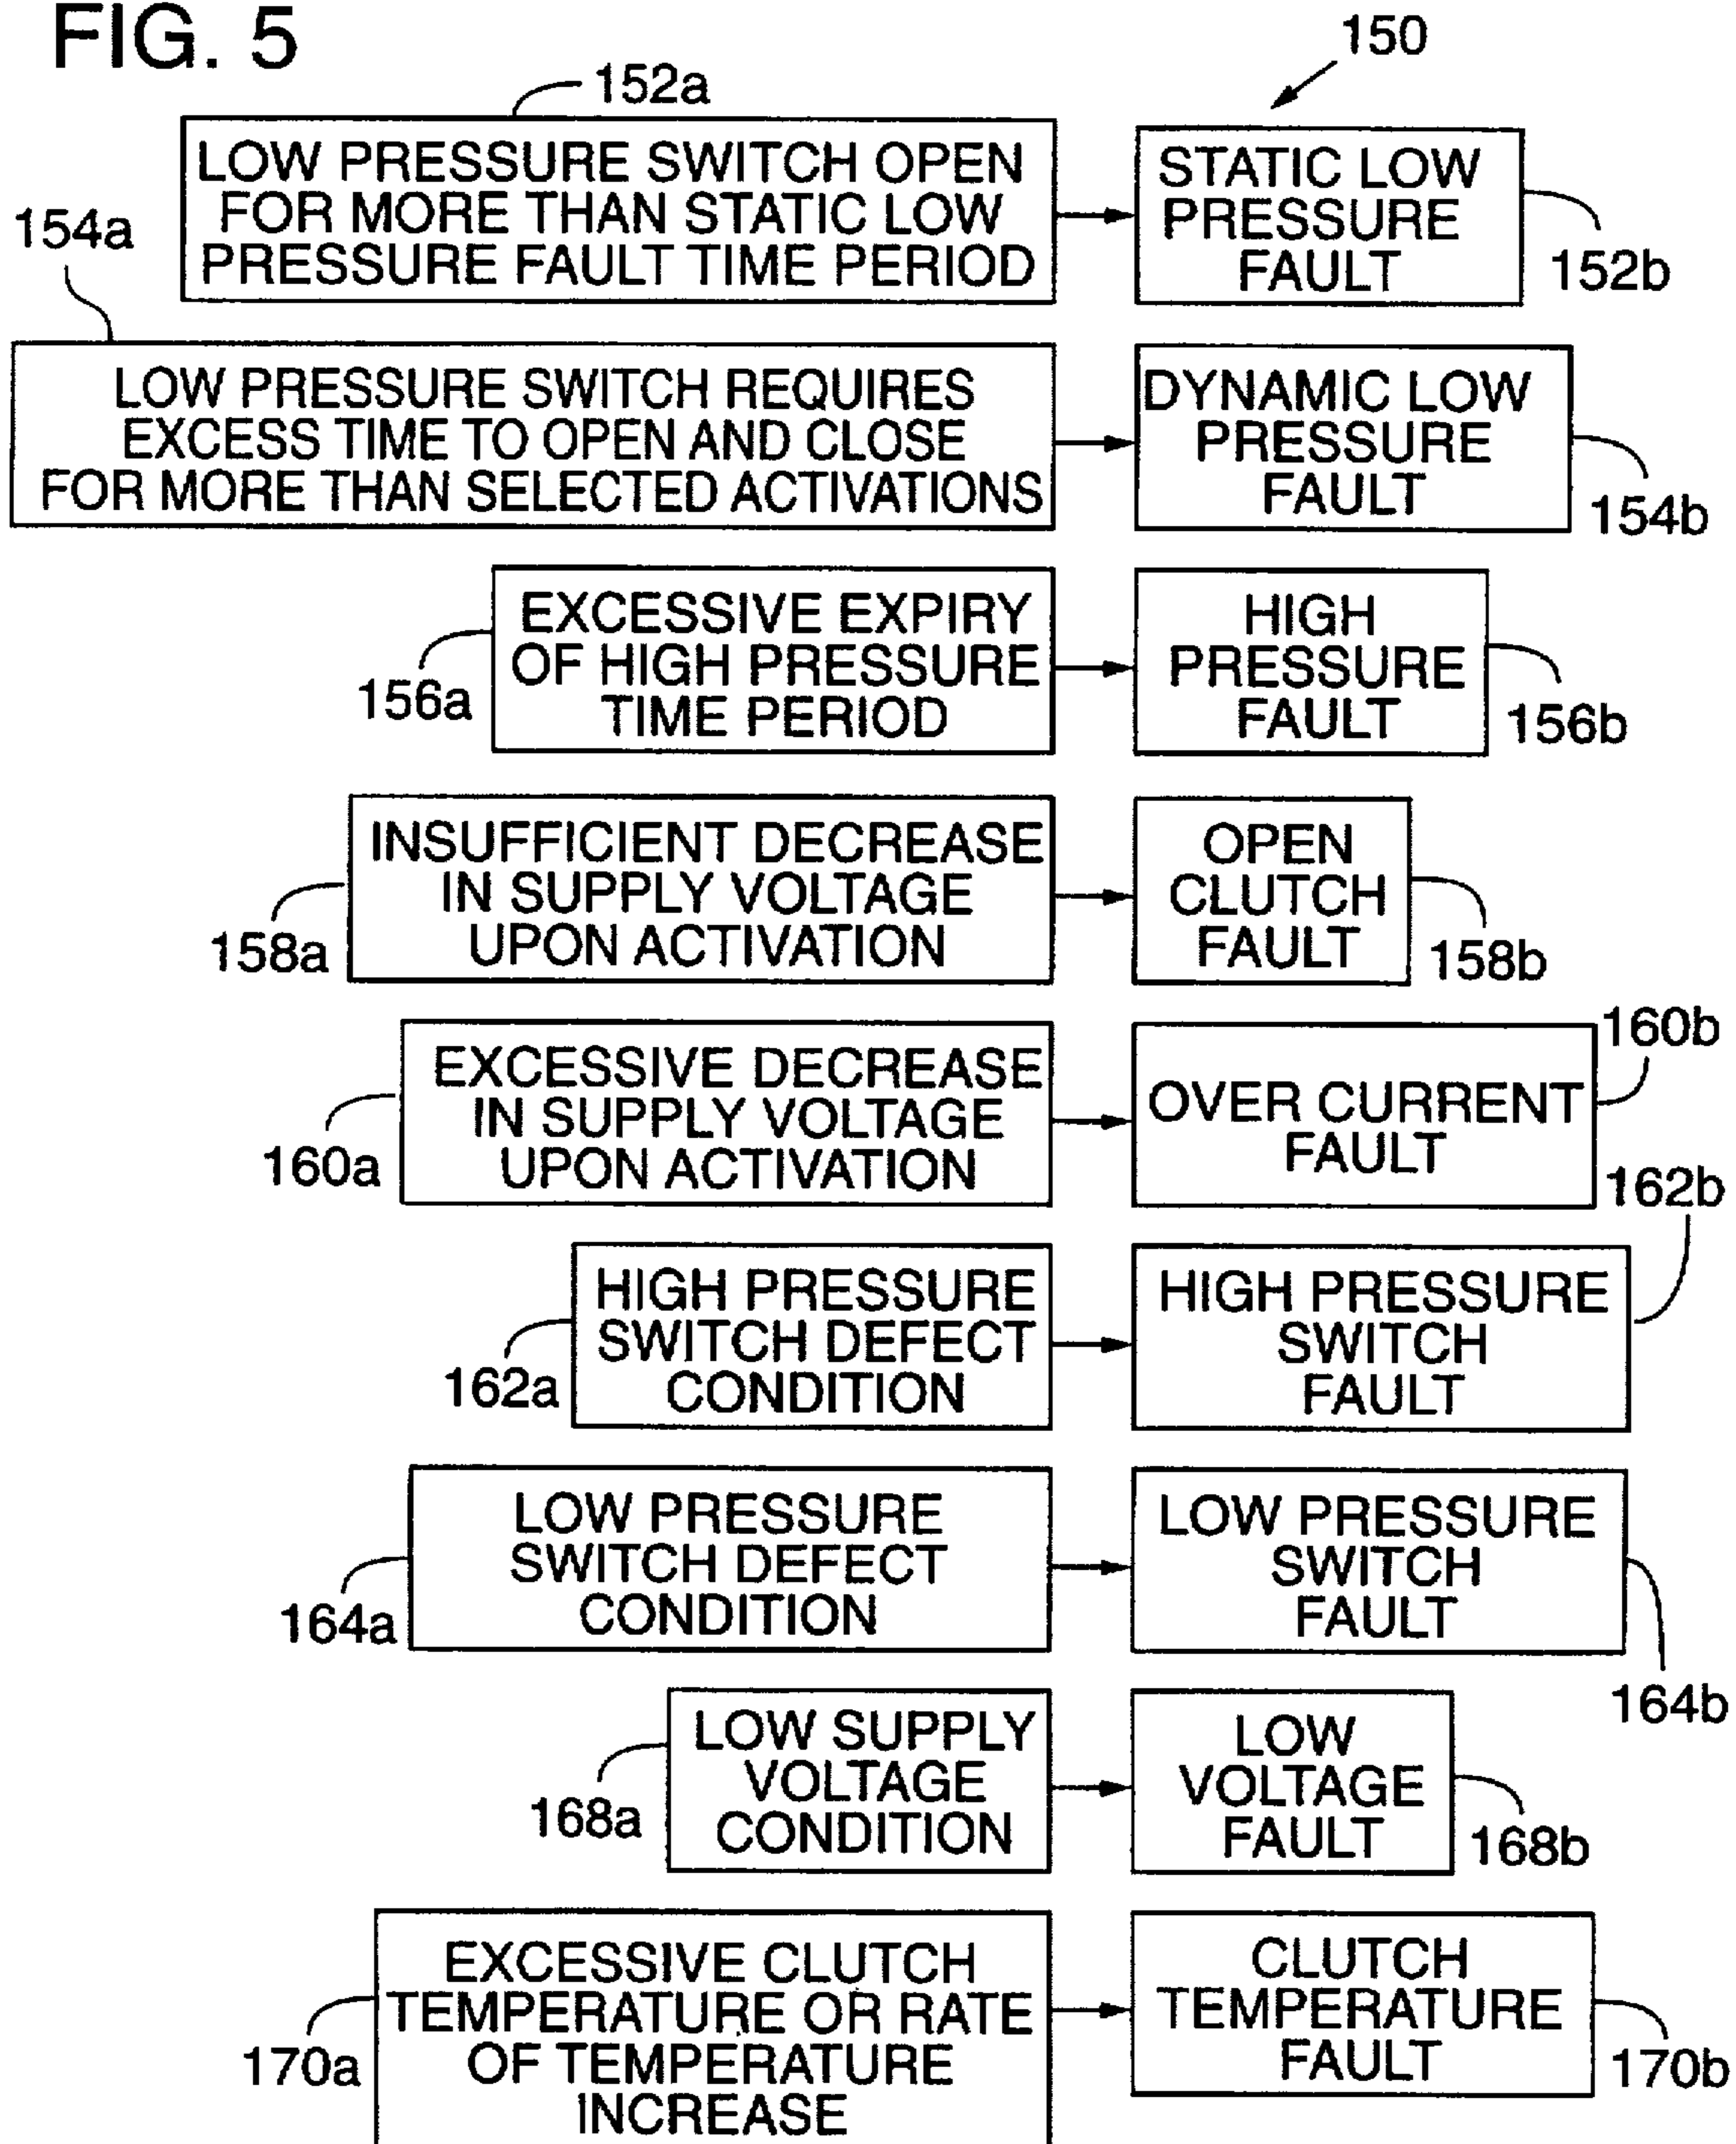 FIG. 5
150
152a
LOW PRESSURE SWITCH OPEN
FOR MORE THAN STATIC LOW
PRESSURE FAULT TIME PERIOD
STATIC LOW
PRESSURE
FAULT
152b
154a
LOW PRESSURE SWITCH REQUIRES
EXCESS TIME TO OPEN AND CLOSE
FOR MORE THAN SELECTED ACTIVATIONS
DYNAMIC LOW
PRESSURE
FAULT
154b
156a
EXCESSIVE EXPIRY
OF HIGH PRESSURE
TIME PERIOD
HIGH
PRESSURE
FAULT
156b
158a
INSUFFICIENT DECREASE
IN SUPPLY VOLTAGE
UPON ACTIVATION
OPEN
CLUTCH
FAULT
158b
160a
EXCESSIVE DECREASE
IN SUPPLY VOLTAGE
UPON ACTIVATION
OVER CURRENT
FAULT
160b
162a
HIGH PRESSURE
SWITCH DEFECT
CONDITION
HIGH PRESSURE
SWITCH
FAULT
162b
164a
LOW PRESSURE
SWITCH DEFECT
CONDITION
LOW PRESSURE
SWITCH
FAULT
164b
168a
LOW SUPPLY
VOLTAGE
CONDITION
LOW
VOLTAGE
FAULT
168b
170a
EXCESSIVE CLUTCH
TEMPERATURE OR RATE
OF TEMPERATURE
INCREASE
CLUTCH
TEMPERATURE
FAULT
170b